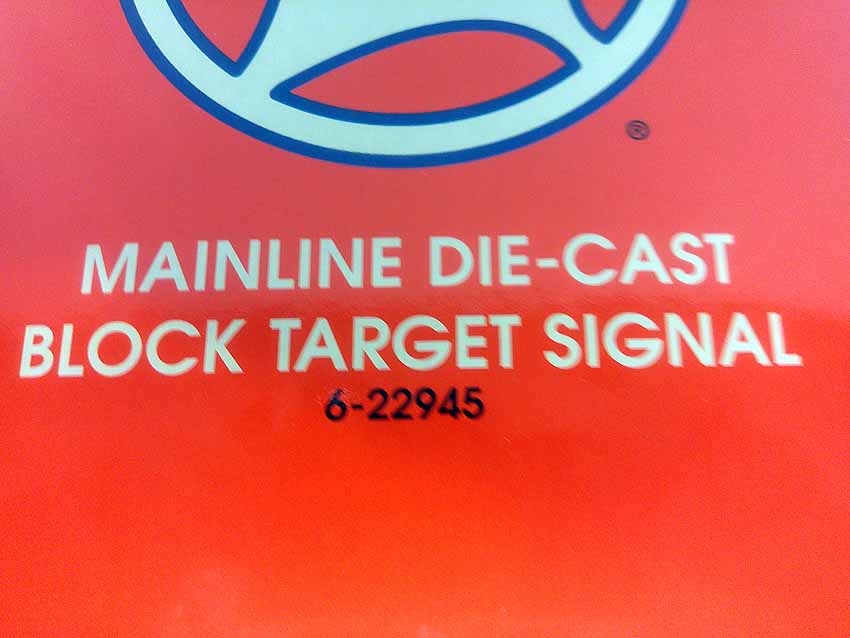 ®
MAINLINE DIE-CAST
BLOCK TARGET SIGNAL
6-22945